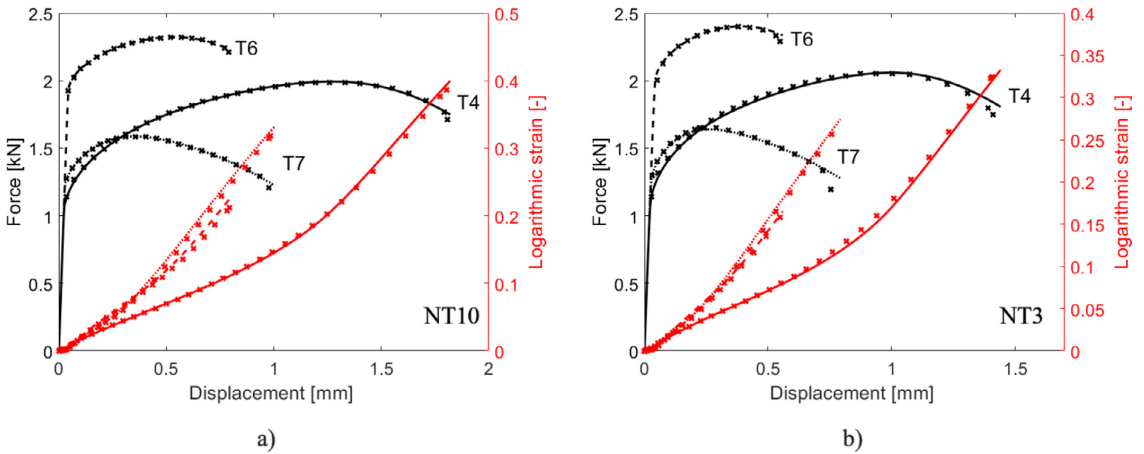 2.5
2
1.5
1
0.5
0
Force [kN]
0
0.5
1
1.5
2
Displacement [mm]
0.5
0.4
0.3
0.2
0.1
0
Logarithmic strain [-]
T6
T4
T7
NT10
a)
2.5
2
1.5
1
0.5
0
Force [kN]
0
0.5
1
1.5
Displacement [mm]
0.4
0.35
0.3
0.25
0.2
0.15
0.1
0.05
0
Logarithmic strain [-]
T6
T4
T7
NT3
b)